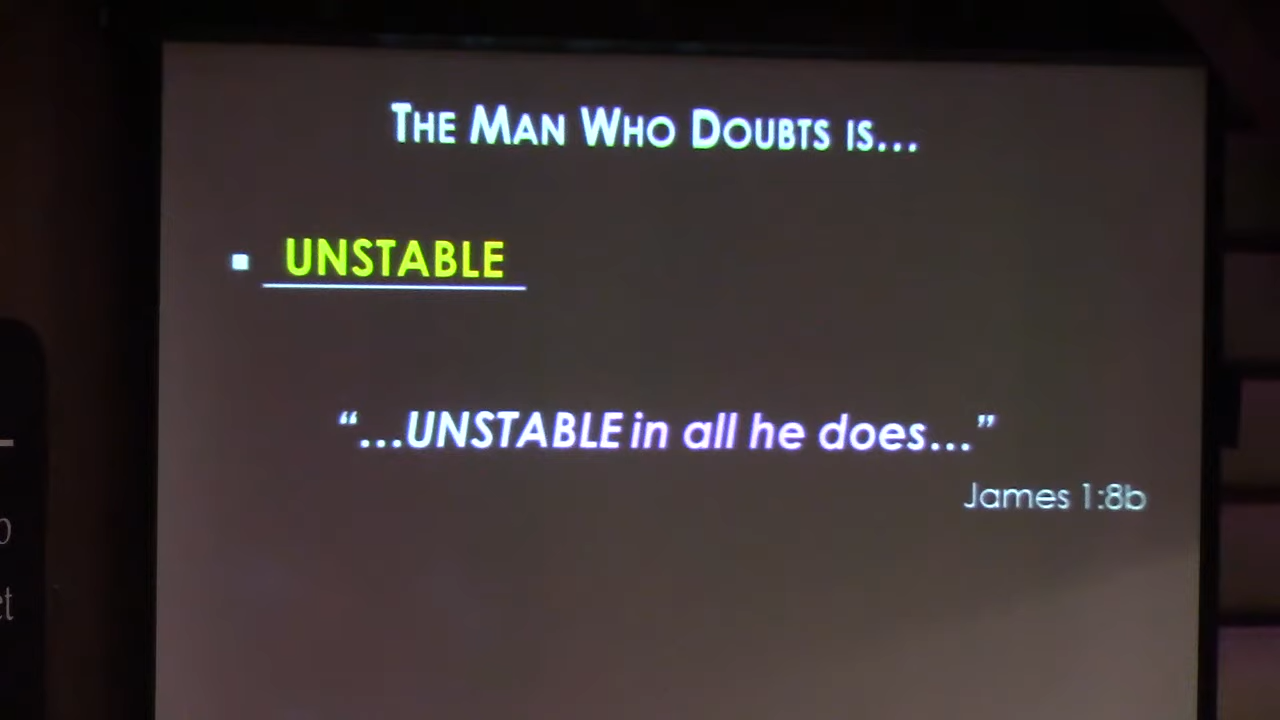 THE MAN WHO DOUBTS IS...
▪ UNSTABLE
“...UNSTABLE in all he does...”
James 1:8b